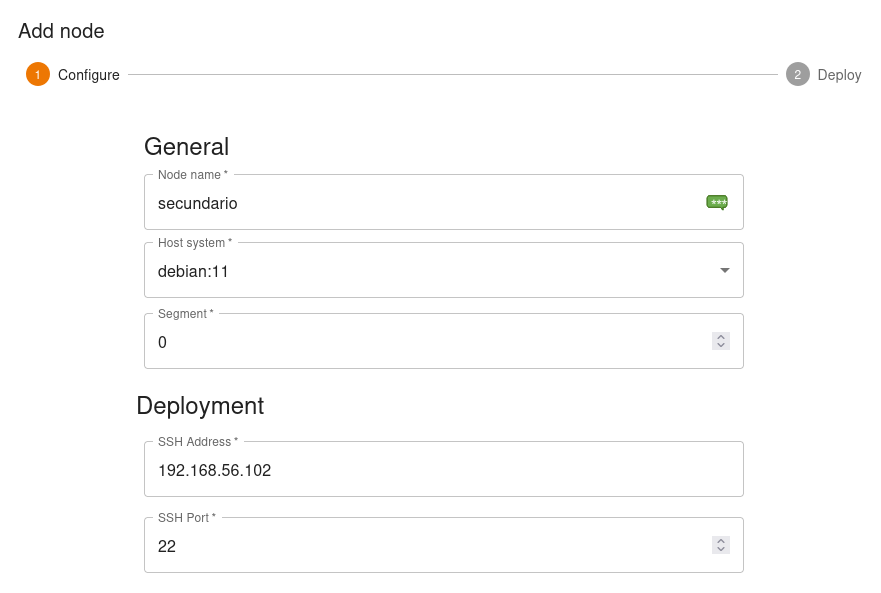 Add node
1 Configure
2 Deploy
General
Node name *
secundario
***
Host system *
debian:11
Segment *
0
Deployment
SSH Address *
192.168.56.102
SSH Port *
22